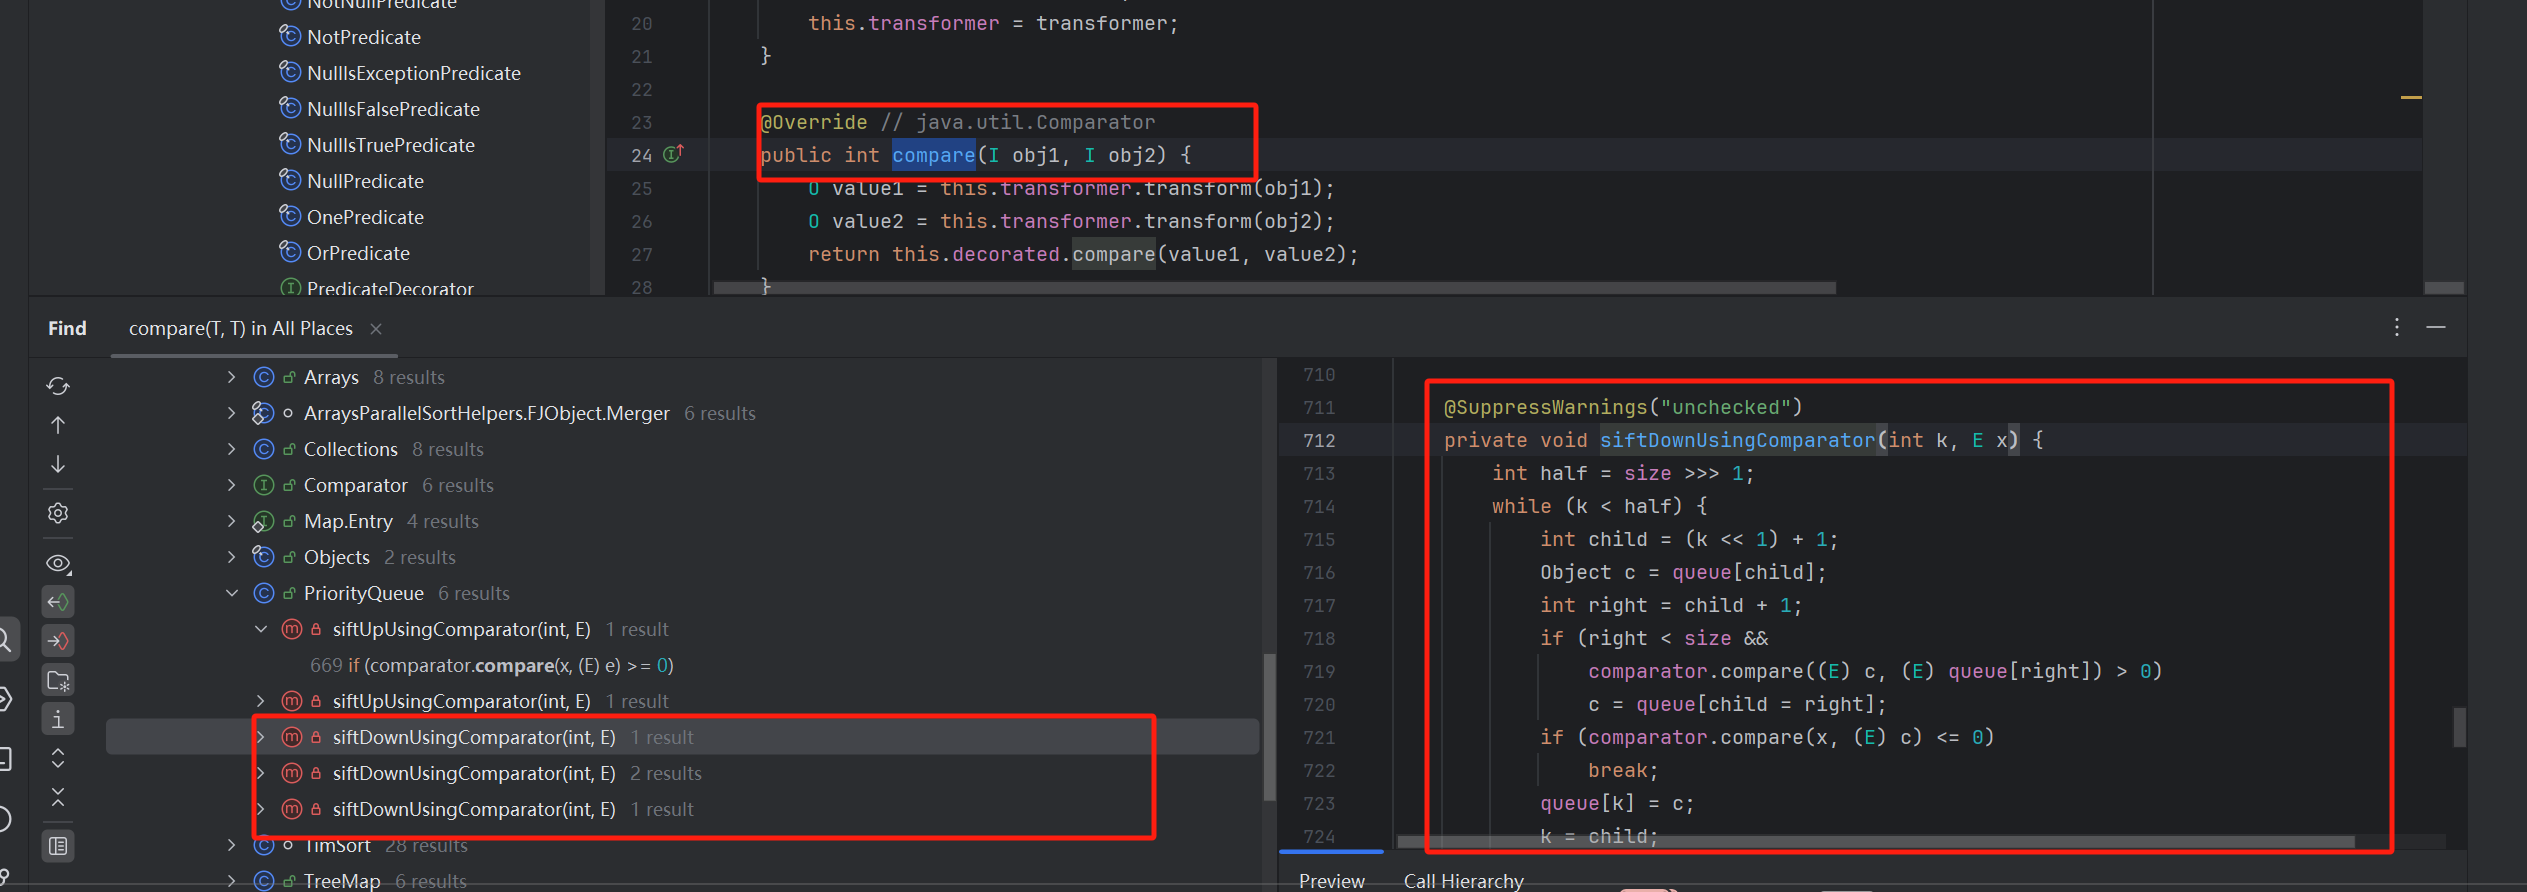 NotNullPredicate
NotPredicate
NullIsExceptionPredicate
NullIsFalsePredicate
NullIsTruePredicate
NullPredicate
OnePredicate
OrPredicate
PredicateDecorator
20 this.transformer = transformer;
21 }
22
23 @Override // java.util.Comparator
24 public int compare(I obj1, I obj2) {
25 O value1 = this.transformer.transform(obj1);
26 O value2 = this.transformer.transform(obj2);
27 return this.decorated.compare(value1, value2);
28 }
Find compare(T, T) in All Places
Arrays 8 results
ArraysParallelSortHelpers.FJObject.Merger 6 results
Collections 8 results
Comparator 6 results
Map.Entry 4 results
Objects 2 results
PriorityQueue 6 results
siftUpUsingComparator(int, E) 1 result
669 if (comparator.compare(x, (E) e) >= 0)
siftUpUsingComparator(int, E) 1 result
siftDownUsingComparator(int, E) 1 result
siftDownUsingComparator(int, E) 2 results
siftDownUsingComparator(int, E) 1 result
TimSort 28 results
TreeMap 6 results
710
711 @SuppressWarnings("unchecked")
712 private void siftDownUsingComparator(int k, E x) {
713 int half = size >>> 1;
714 while (k < half) {
715 int child = (k << 1) + 1;
716 Object c = queue[child];
717 int right = child + 1;
718 if (right < size &&
719 comparator.compare((E) c, (E) queue[right]) > 0)
720 c = queue[child = right];
721 if (comparator.compare(x, (E) c) <= 0)
722 break;
723 queue[k] = c;
724 k = child;
Preview Call Hierarchy